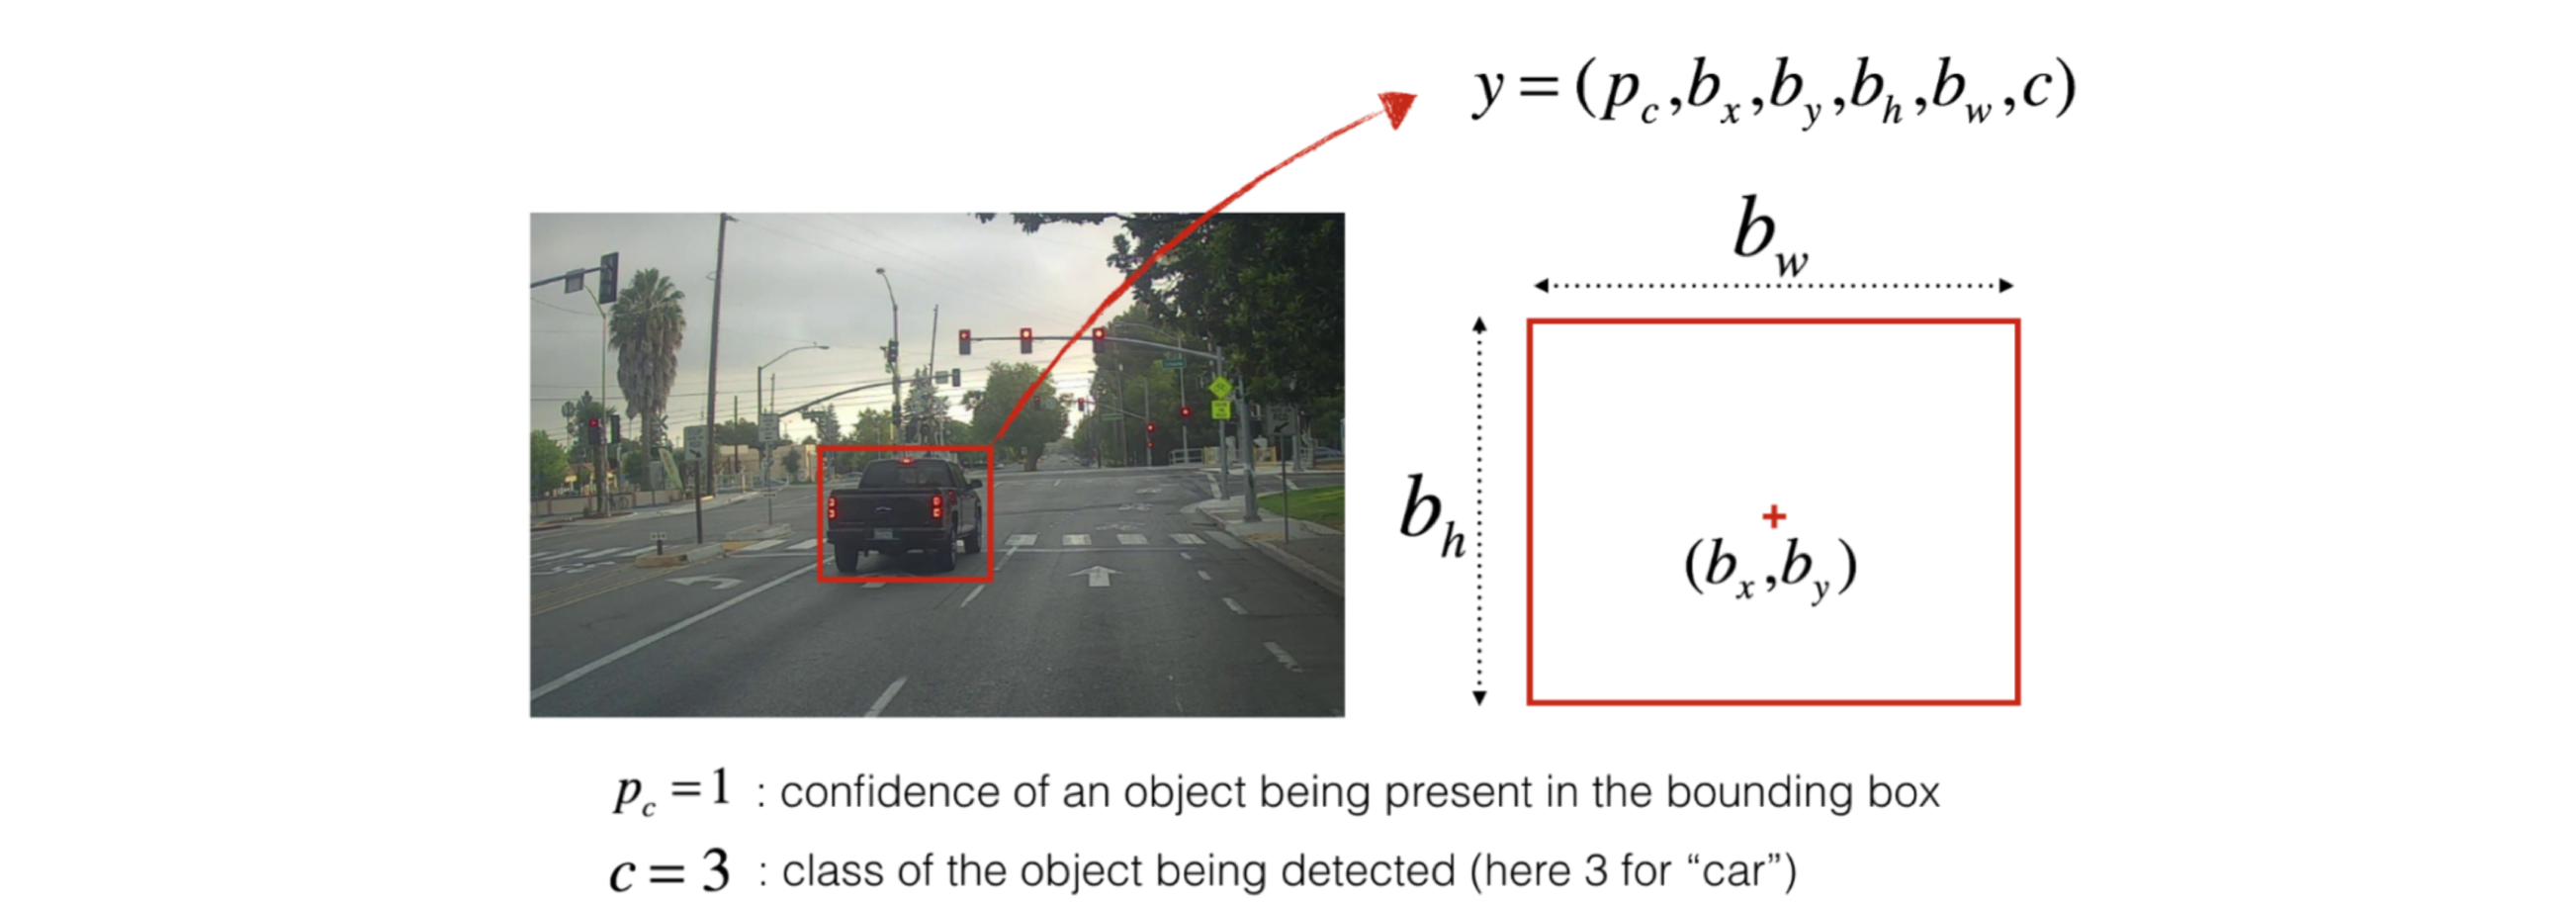 y = (p_c, b_x, b_y, b_h, b_w, c)
b_w
b_h
(b_x, b_y)
p_c = 1 : confidence of an object being present in the bounding box
c = 3 : class of the object being detected (here 3 for “car”)